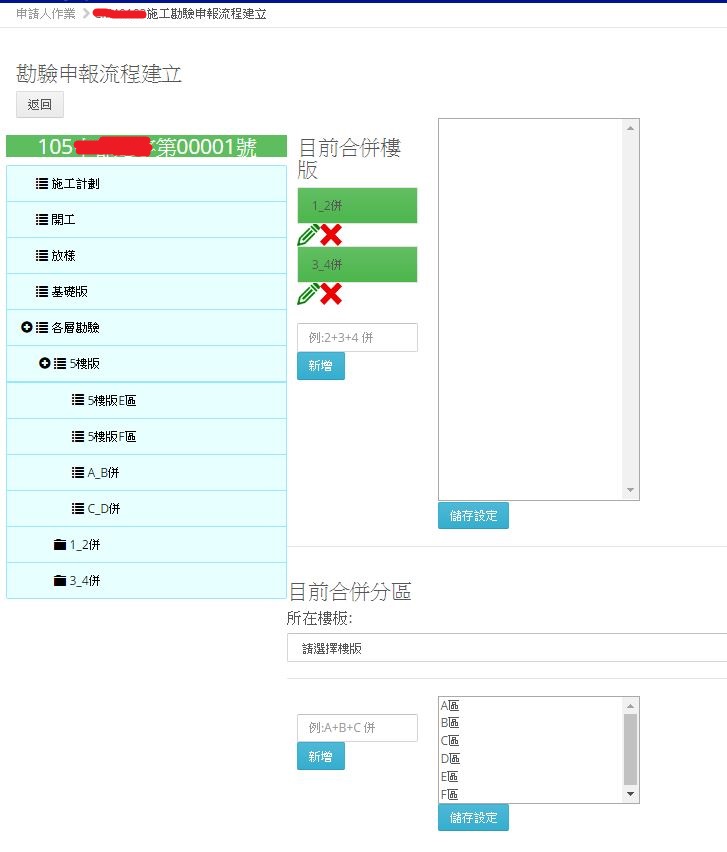 申請人作業
施工勘驗申報流程建立
勘驗申報流程建立
返回
105
第00001號
施工計劃
開工
放樣
基礎版
各層勘驗
5樓版
5樓版E區
5樓版F區
A_B併
C_D併
1_2併
3_4併
目前合併樓
版
1_2併
3_4併
例:2+3+4 併
新增
儲存設定
目前合併分區
所在樓板:
請選擇樓版
例:A+B+C 併
新增
A區
B區
C區
D區
E區
F區
儲存設定